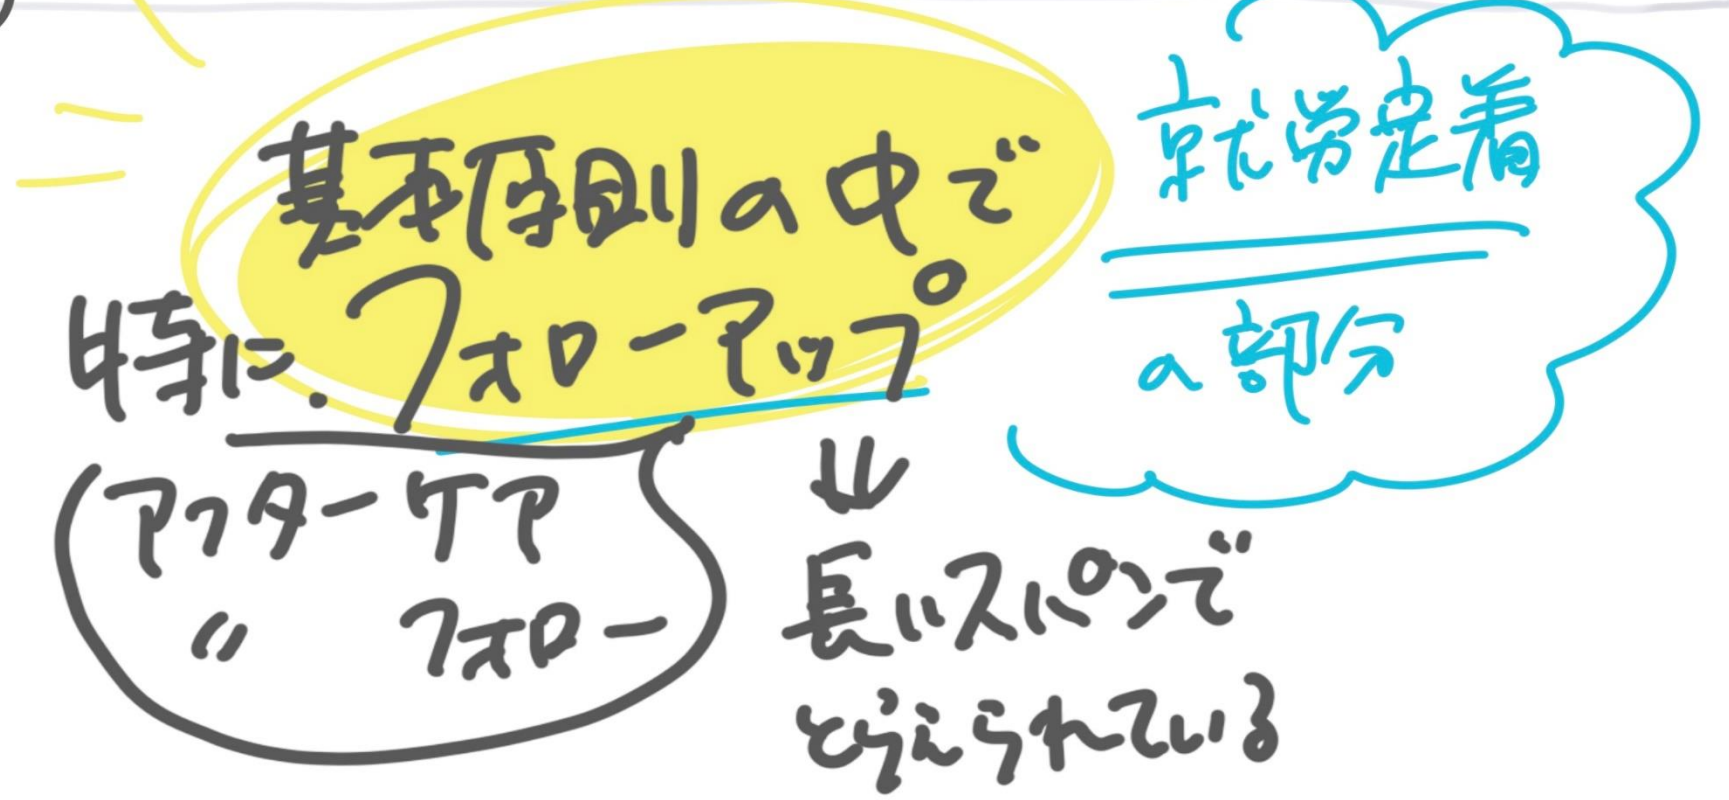 基本原則の中で
特に.フォローアップ
就労定着
の部分
アフターケア
〃 フォロー
↓↓
長いスパンで
とらえられている